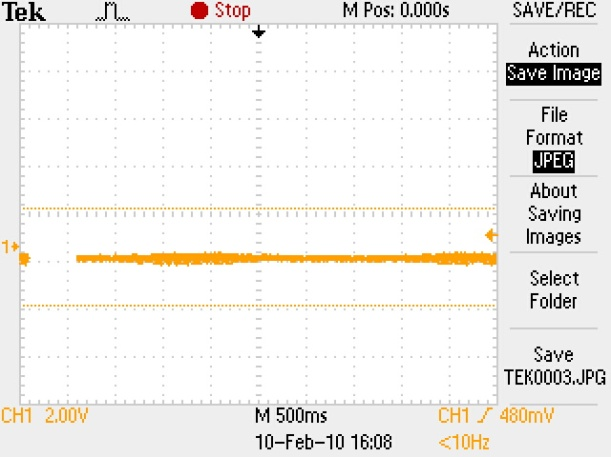 Tek Stop M Pos: 0.000s SAVE/REC
Action
Save Image
File
Format
JPEG
About
Saving
Images
Select
Folder
Save
TEK0003.JPG
1
CH1 2.00V M 500ms CH1 480mV
10-Feb-10 16:08 <10Hz